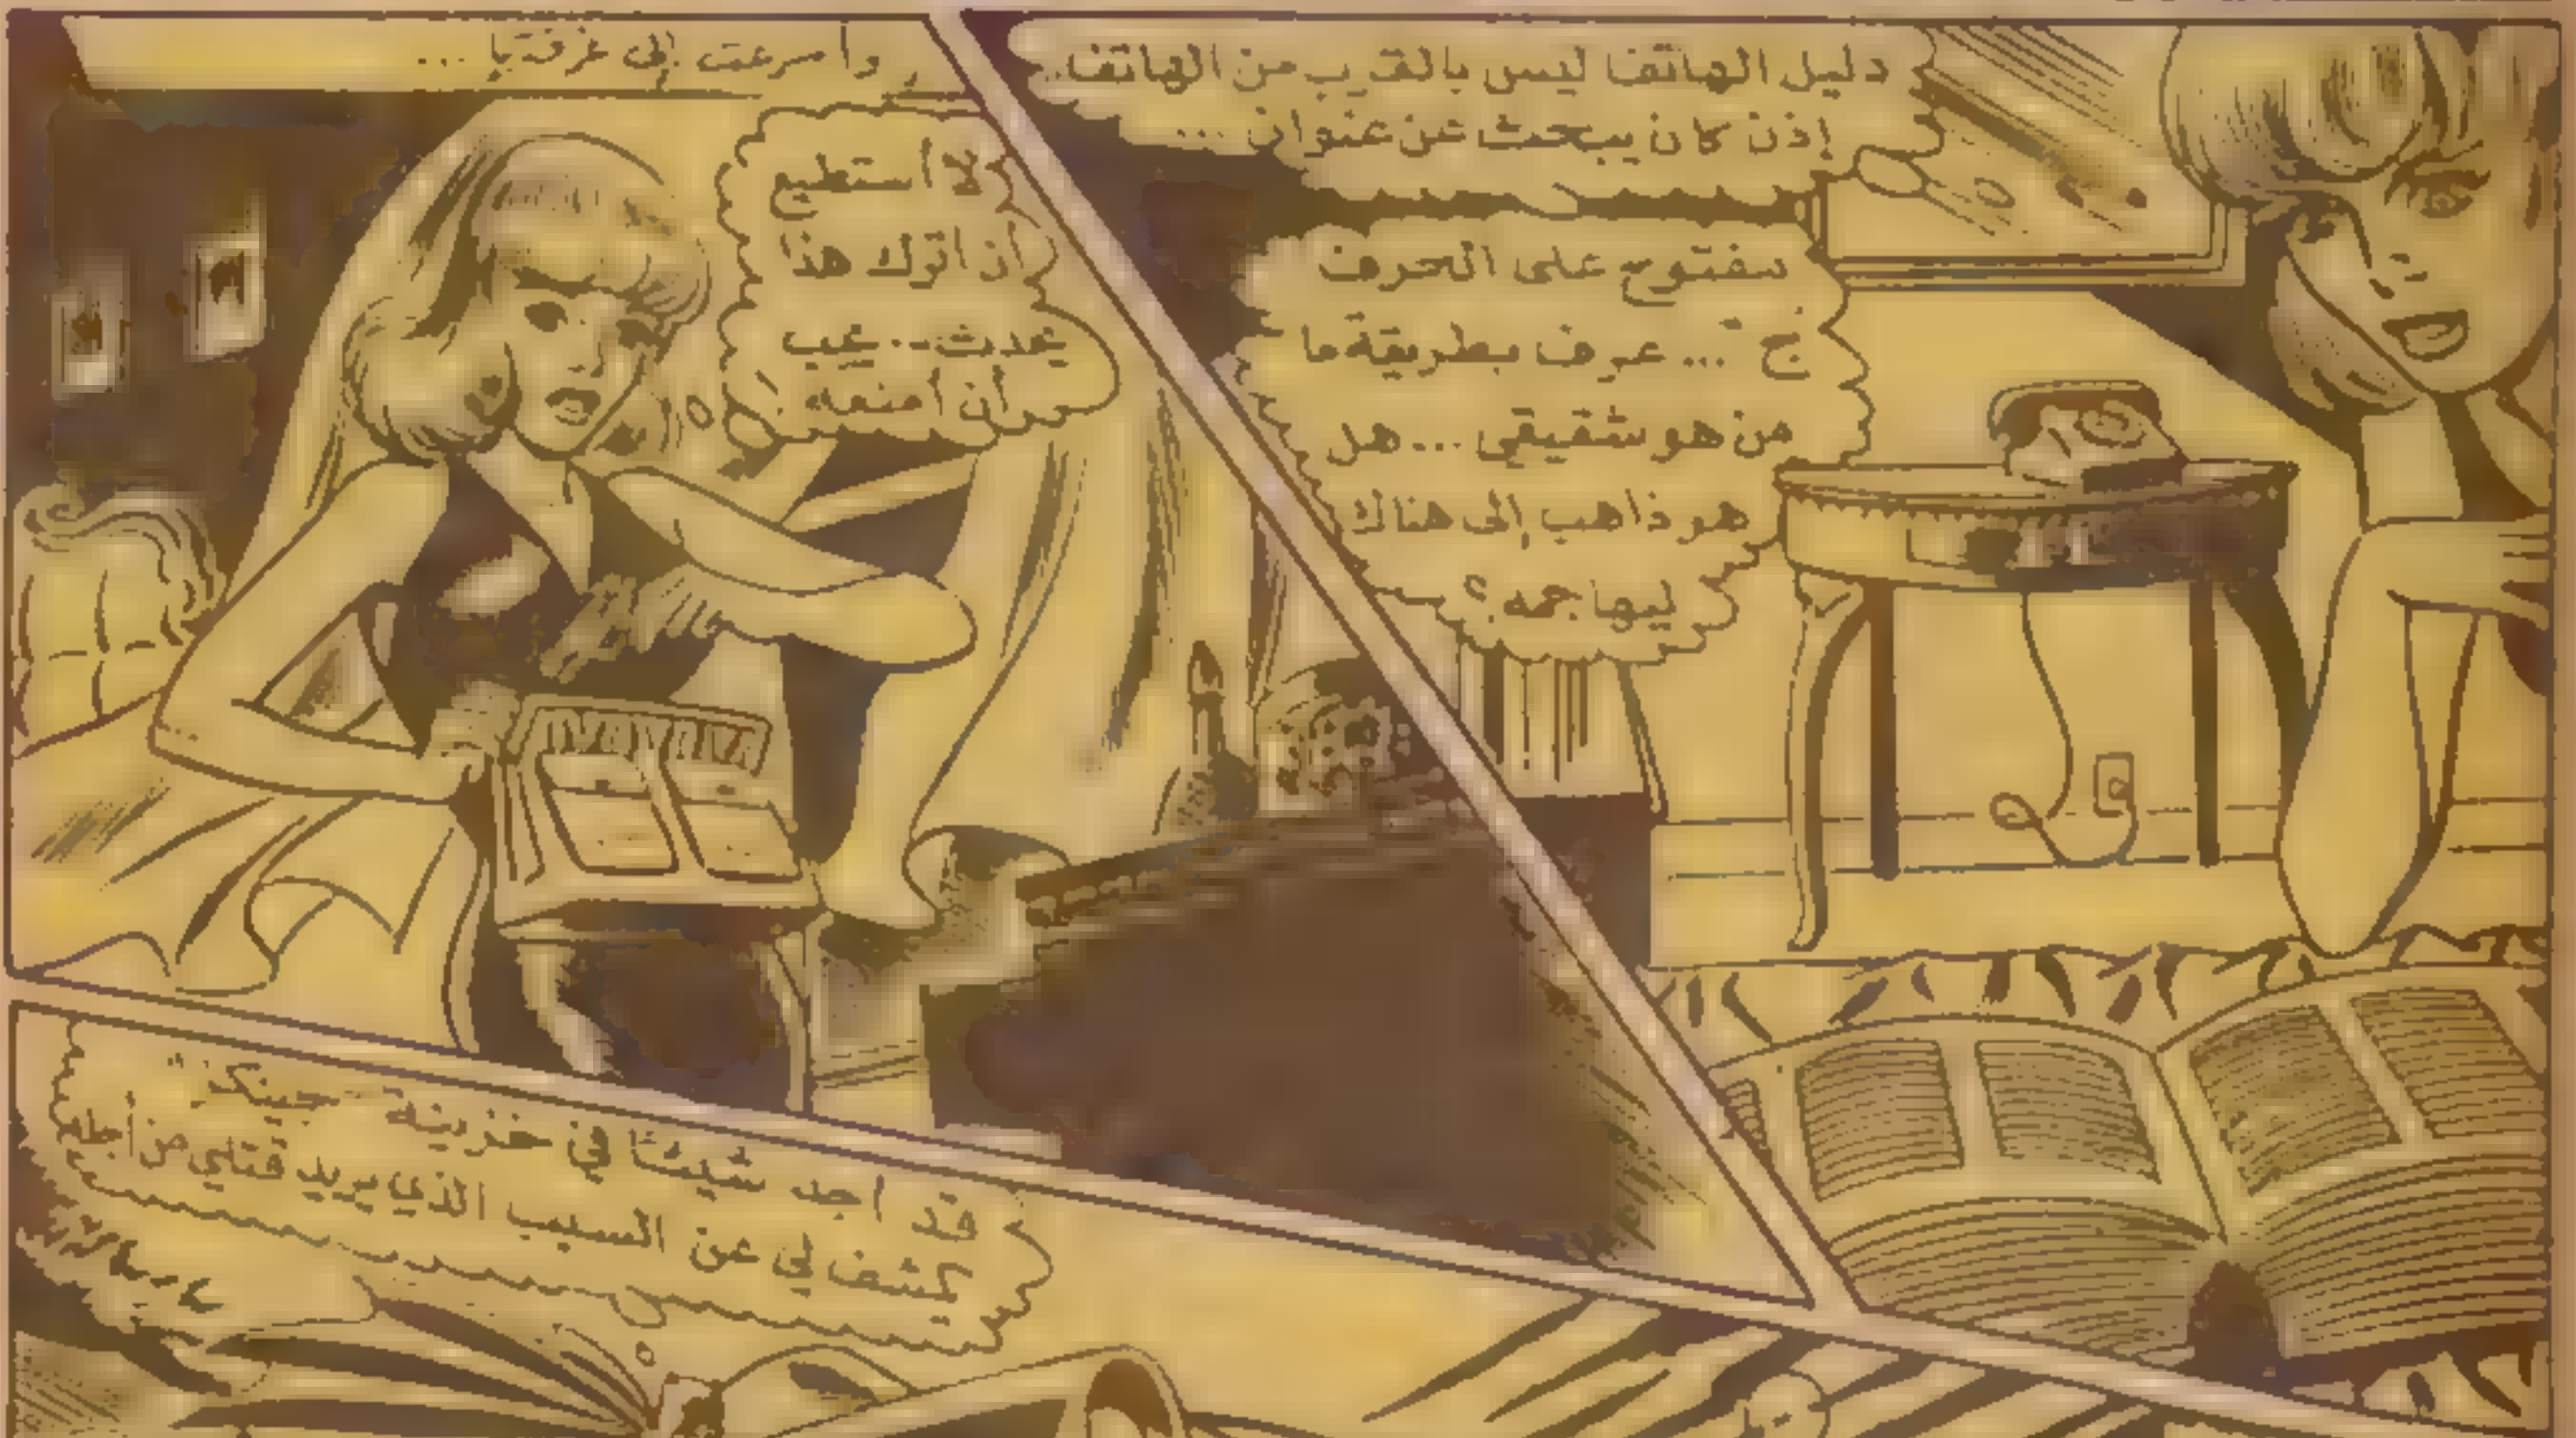 دليل الهاتف ليس بالقرب من الهاتف..
إذن كان يبحث عن عنوان ...
مفتوح على الحرف
"ج" ... عرف بطريقة ما
من هو شقيقي ... هل
هو ذاهب إلى هناك
ليهاجمه؟
وأسرعت إلى غرفتها ...
لا أستطيع
أن أترك هذا
يحدث .. يجب
أن أمنعه !
قد أجد شيئا في خزينة "جينكز"
يكشف لي عن السبب الذي يريد قتلي من أجله